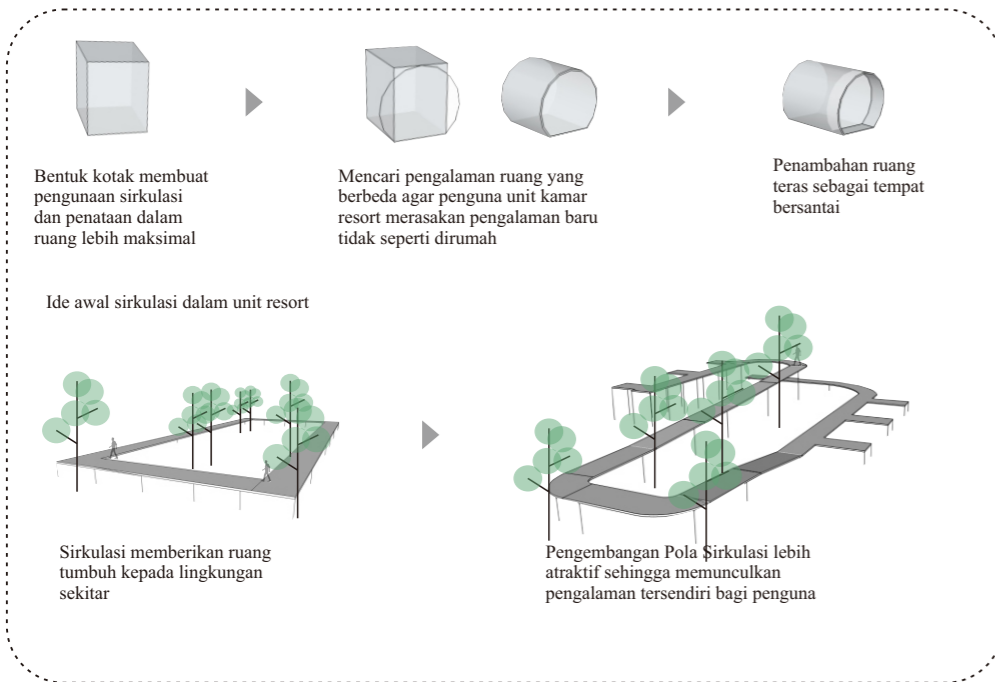 Bentuk kotak membuat
pengunaan sirkulasi
dan penataan dalam
ruang lebih maksimal
Mencari pengalaman ruang yang
berbeda agar penguna unit kamar
resort merasakan pengalaman baru
tidak seperti dirumah
Penambahan ruang
teras sebagai tempat
bersantai
Ide awal sirkulasi dalam unit resort
Sirkulasi memberikan ruang
tumbuh kepada lingkungan
sekitar
Pengembangan Pola Sirkulasi lebih
atraktif sehingga memunculkan
pengalaman tersendiri bagi penguna